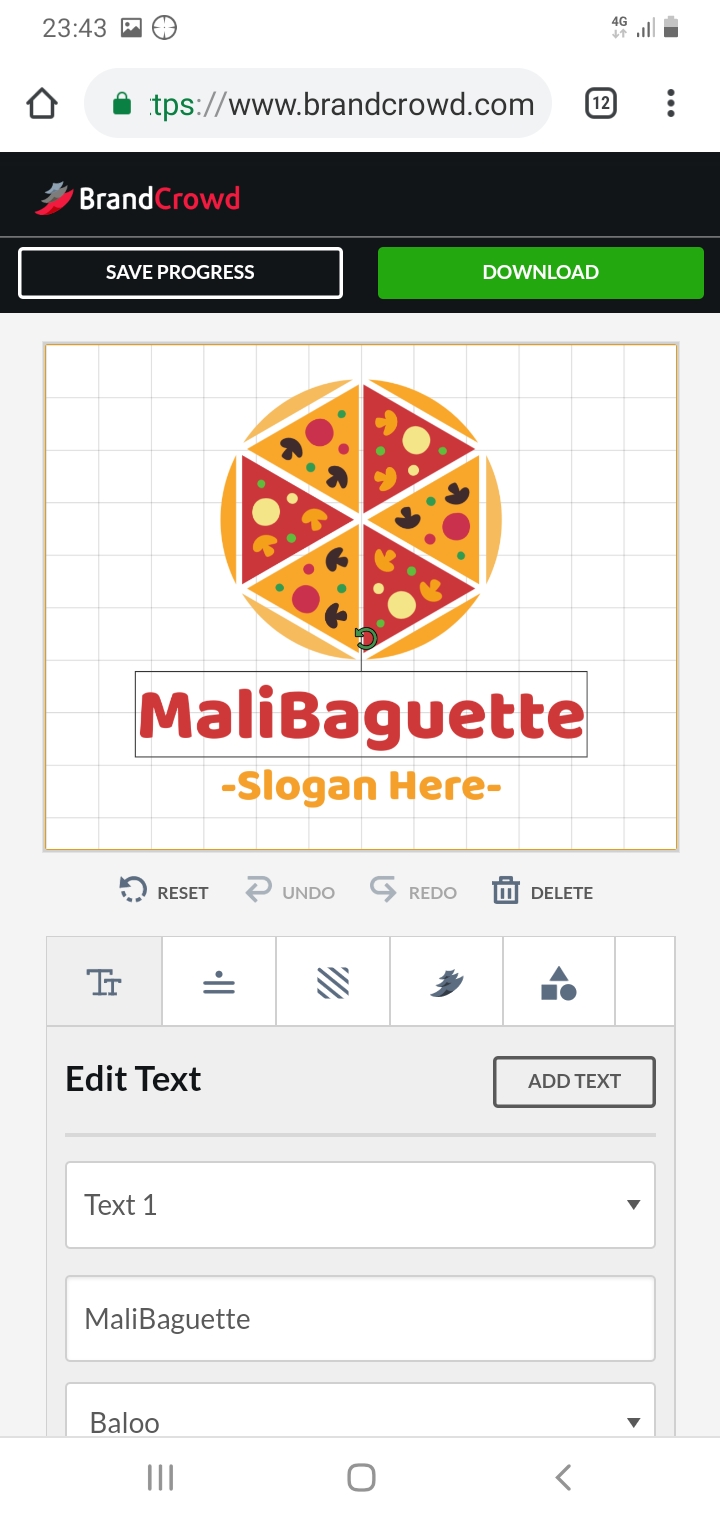 23:43 4G
tps://www.brandcrowd.com 12
BrandCrowd
SAVE PROGRESS DOWNLOAD
MaliBaguette
-Slogan Here-
RESET UNDO REDO DELETE
Edit Text ADD TEXT
Text 1
MaliBaguette
Baloo